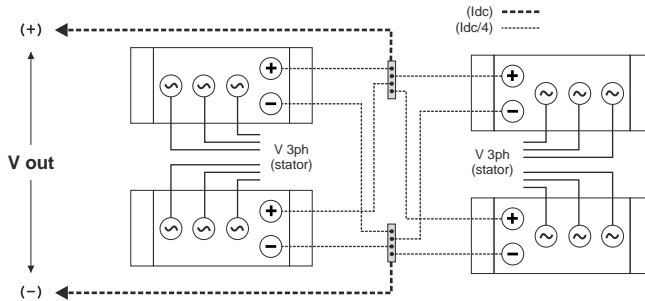 (Idc)
(Idc/4)
(+)
+
−
+
−
V 3ph
(stator)
V 3ph
(stator)
V out
+
−
+
−
(−)